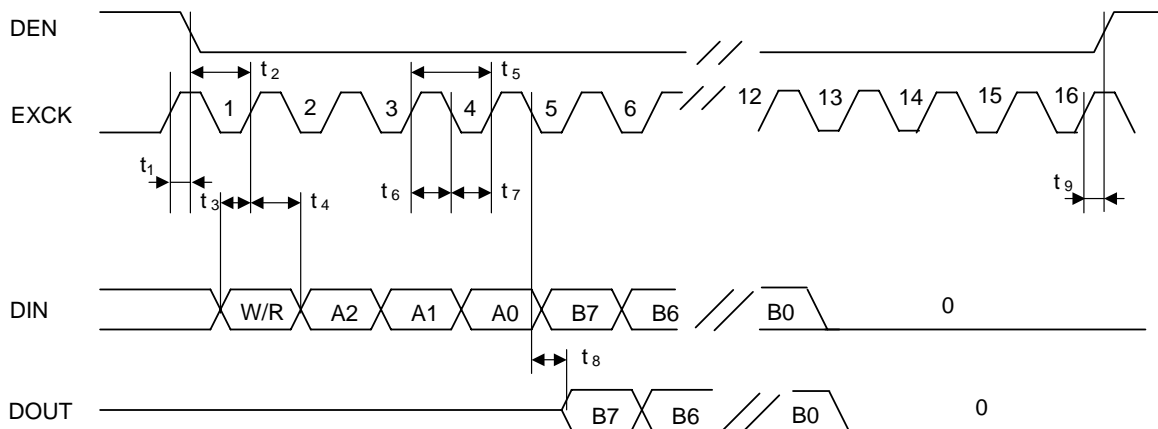 DEN
t2 t5
EXCK 1 2 3 4 5 6 12 13 14 15 16
t1 t3 t4 t6 t7 t9
DIN W/R A2 A1 A0 B7 B6 B0 0
t8
DOUT B7 B6 B0 0